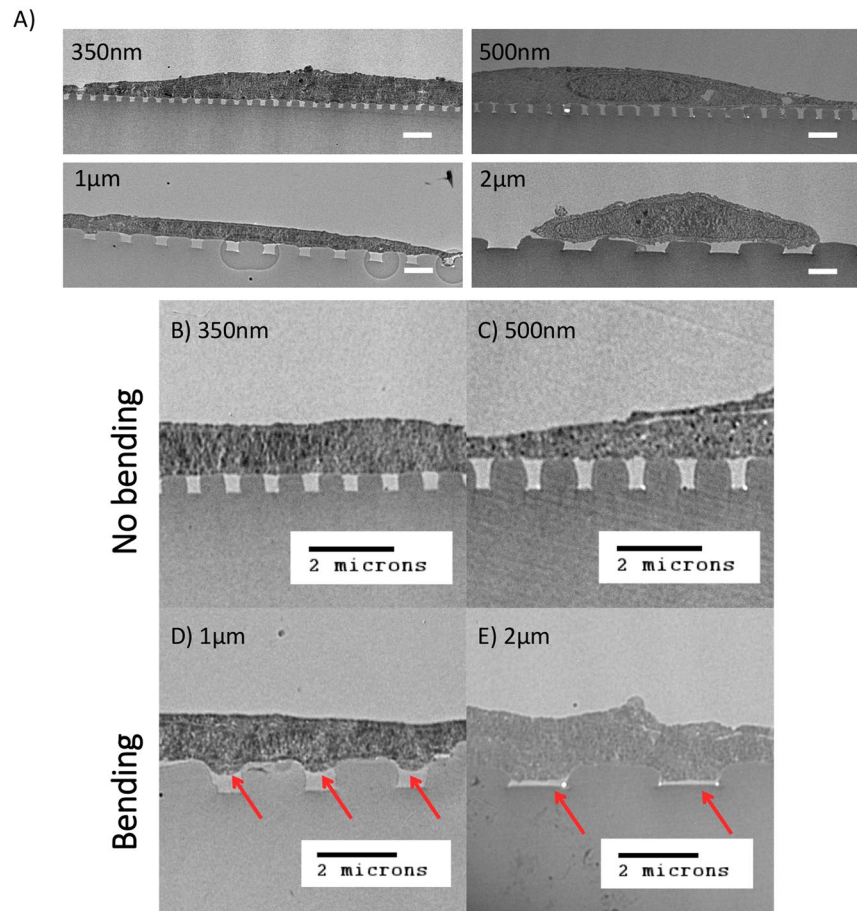 A)
350nm
500nm
1µm
2µm
No bending
B) 350nm
C) 500nm
2 microns
2 microns
Bending
D) 1µm
E) 2µm
2 microns
2 microns